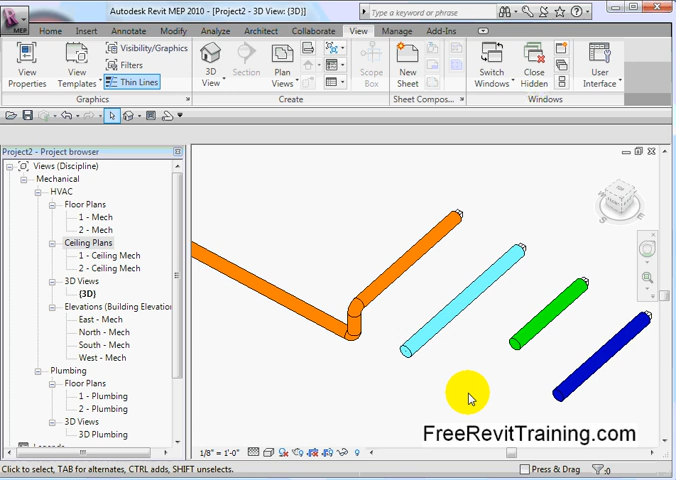 Autodesk Revit MEP 2010 - [Project2 - 3D View: {3D}]
Type a keyword or phrase
MEP
Home Insert Annotate Modify Analyze Architect Collaborate View Manage Add-Ins
View Properties
View Templates
Visibility/Graphics
Filters
Thin Lines
3D View
Section
Plan Views
Scope Box
New Sheet
Switch Windows
Close Hidden
User Interface
Graphics Create Sheet Compos... Windows
Project2 - Project browser
Views (Discipline)
Mechanical
HVAC
Floor Plans
1 - Mech
2 - Mech
Ceiling Plans
1 - Ceiling Mech
2 - Ceiling Mech
3D Views
{3D}
Elevations (Building Elevation
East - Mech
North - Mech
South - Mech
West - Mech
Plumbing
Floor Plans
1 - Plumbing
2 - Plumbing
3D Views
3D Plumbing
FreeRevitTraining.com
1/8" = 1'-0"
Click to select, TAB for alternates, CTRL adds, SHIFT unselects.
Press & Drag
:0